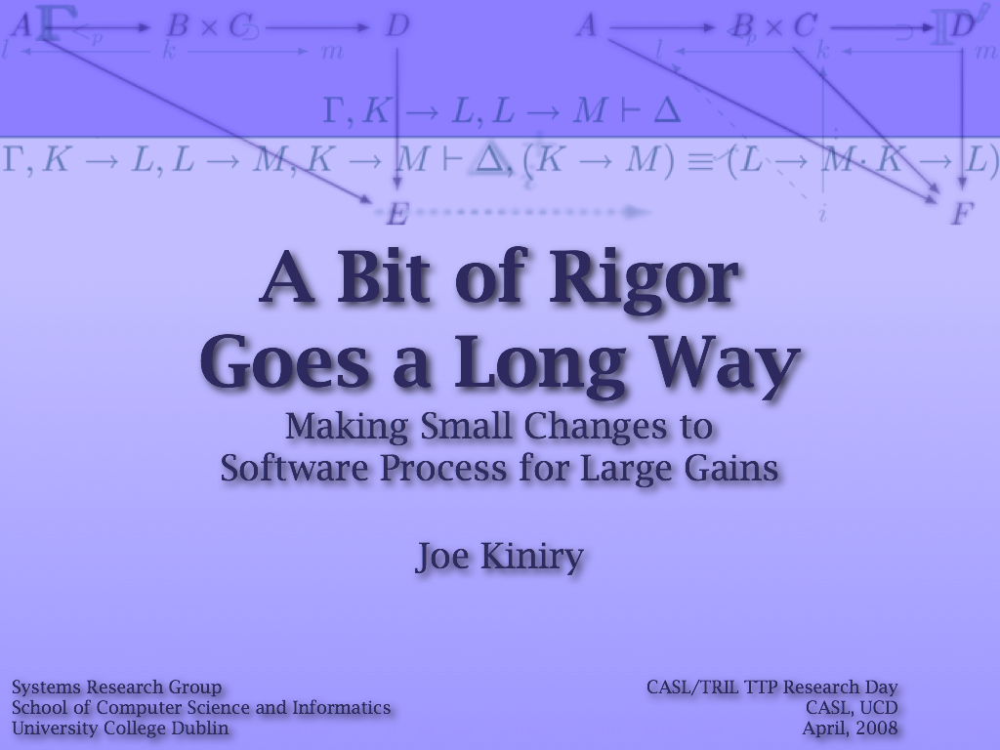 A Γ <p B × C ⊃ D A <p B × C ⊃ D
l k m l k m
Γ, K → L, L → M ⊢ Δ
Γ, K → L, L → M, K → M ⊢ Δ, (K → M) ≡ (L → M · K → L)
E i F
A Bit of Rigor
Goes a Long Way
Making Small Changes to
Software Process for Large Gains
Joe Kiniry
Systems Research Group
School of Computer Science and Informatics
University College Dublin
CASL/TRIL TTP Research Day
CASL, UCD
April, 2008